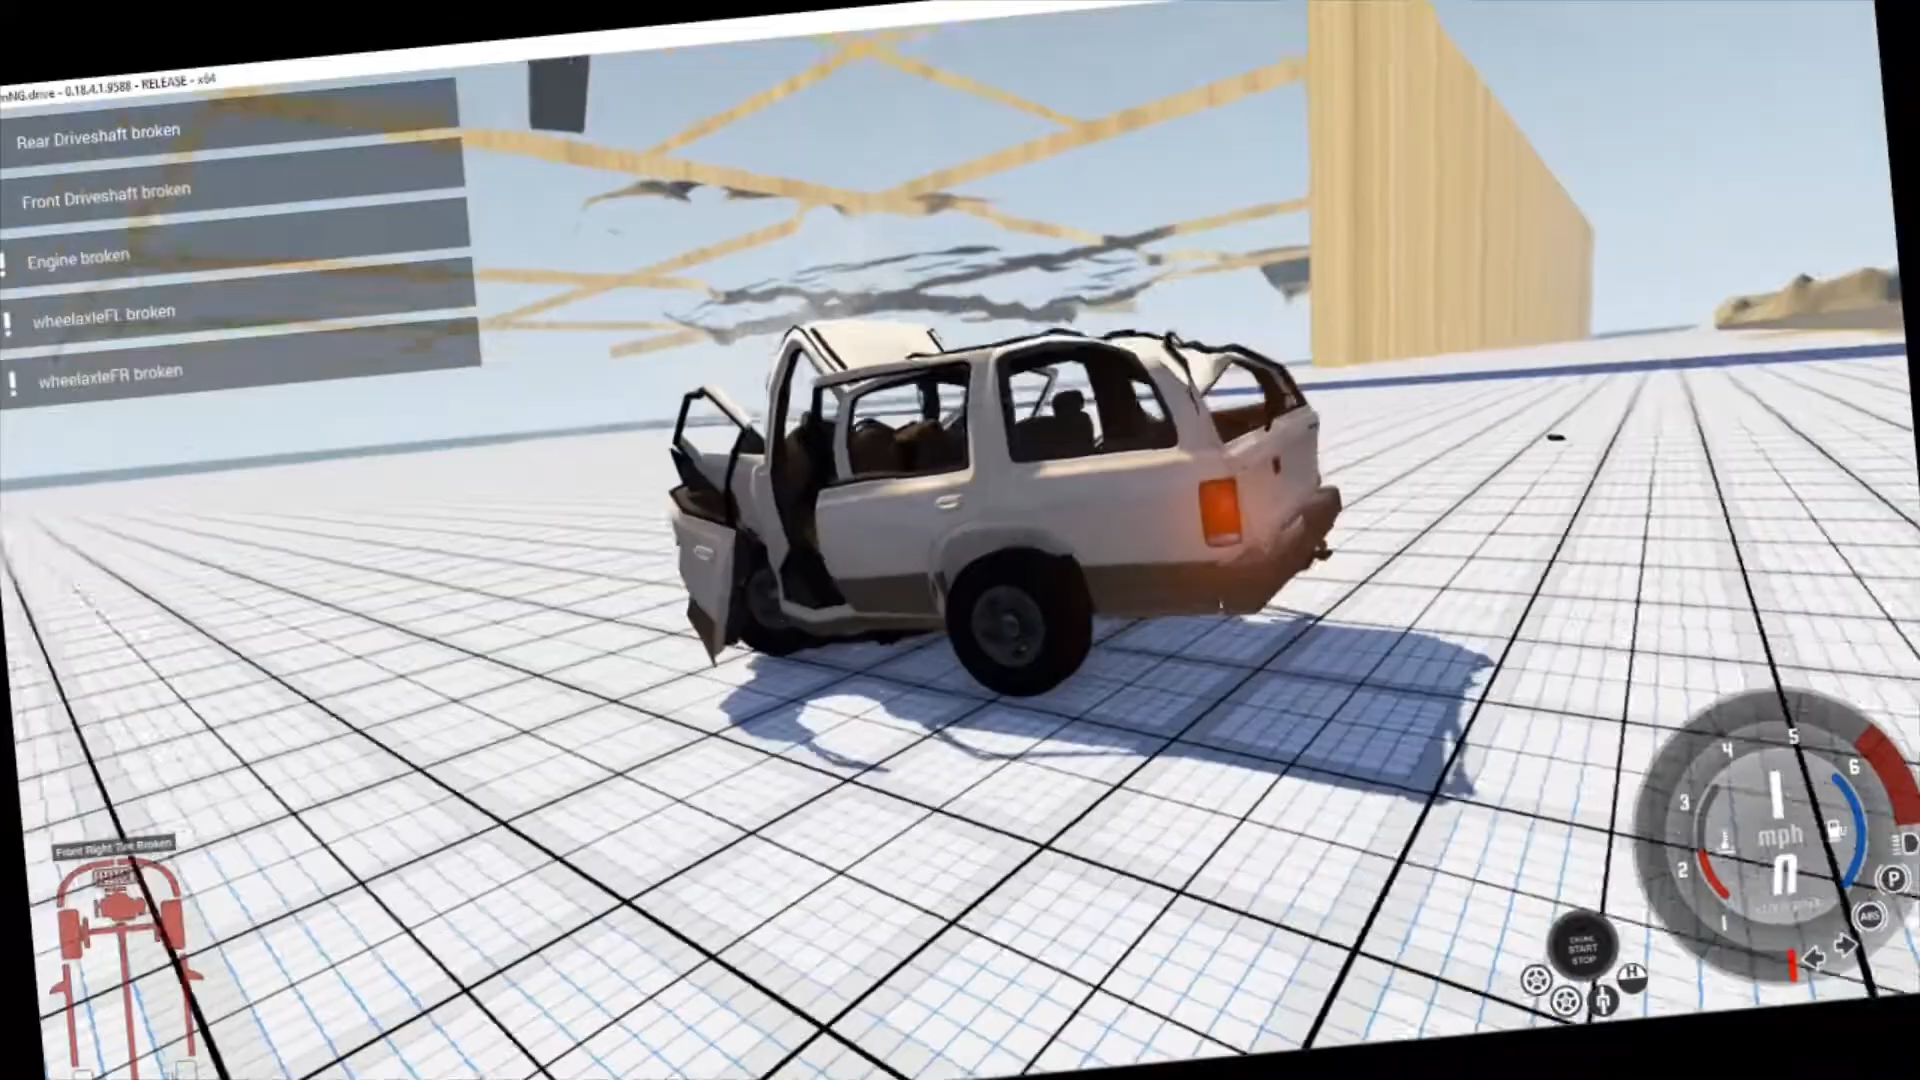 mNG.drive - 0.18.4.1.9588 - RELEASE - x64
Rear Driveshaft broken
Front Driveshaft broken
! Engine broken
! wheelaxleFL broken
! wheelaxleFR broken
Front Right Tire Broken
5
4
6
3
mph
2
P
ABS
1
ENGINE
START
STOP
H